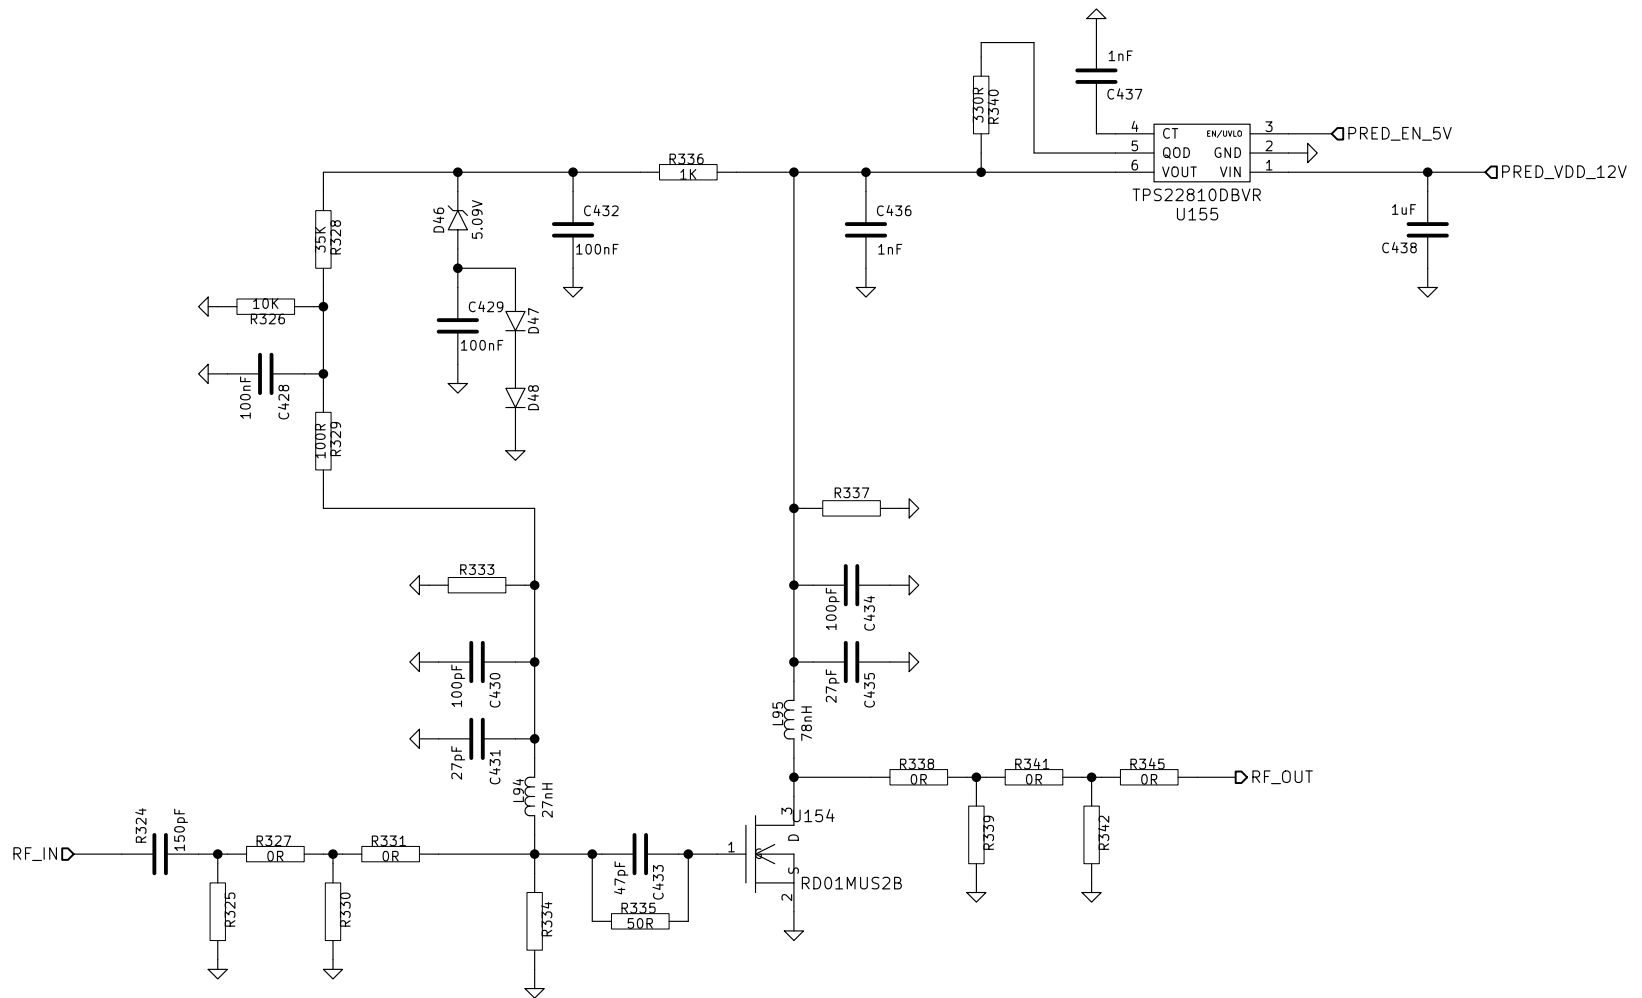 1nF
C437
330R
R340
4
CT
EN/UVLO
3
PRED_EN_5V
5
QOD
GND
2
6
VOUT
VIN
1
PRED_VDD_12V
TPS22810DBVR
U155
R336
1K
D46
5.09V
C432
100nF
C436
1nF
1uF
C438
35K
R328
10K
R326
C429
100nF
D47
100nF
C428
D48
100R
R329
R337
R333
100pF
C434
100pF
C430
27pF
C435
L95
78nH
27pF
C431
L94
27nH
R338
0R
R341
0R
R345
0R
RF_OUT
R339
R342
RF_IN
R324
150pF
R327
0R
R331
0R
R325
R330
R334
47pF
C433
R335
50R
1
3
U154
D
G
S
2
RD01MUS2B